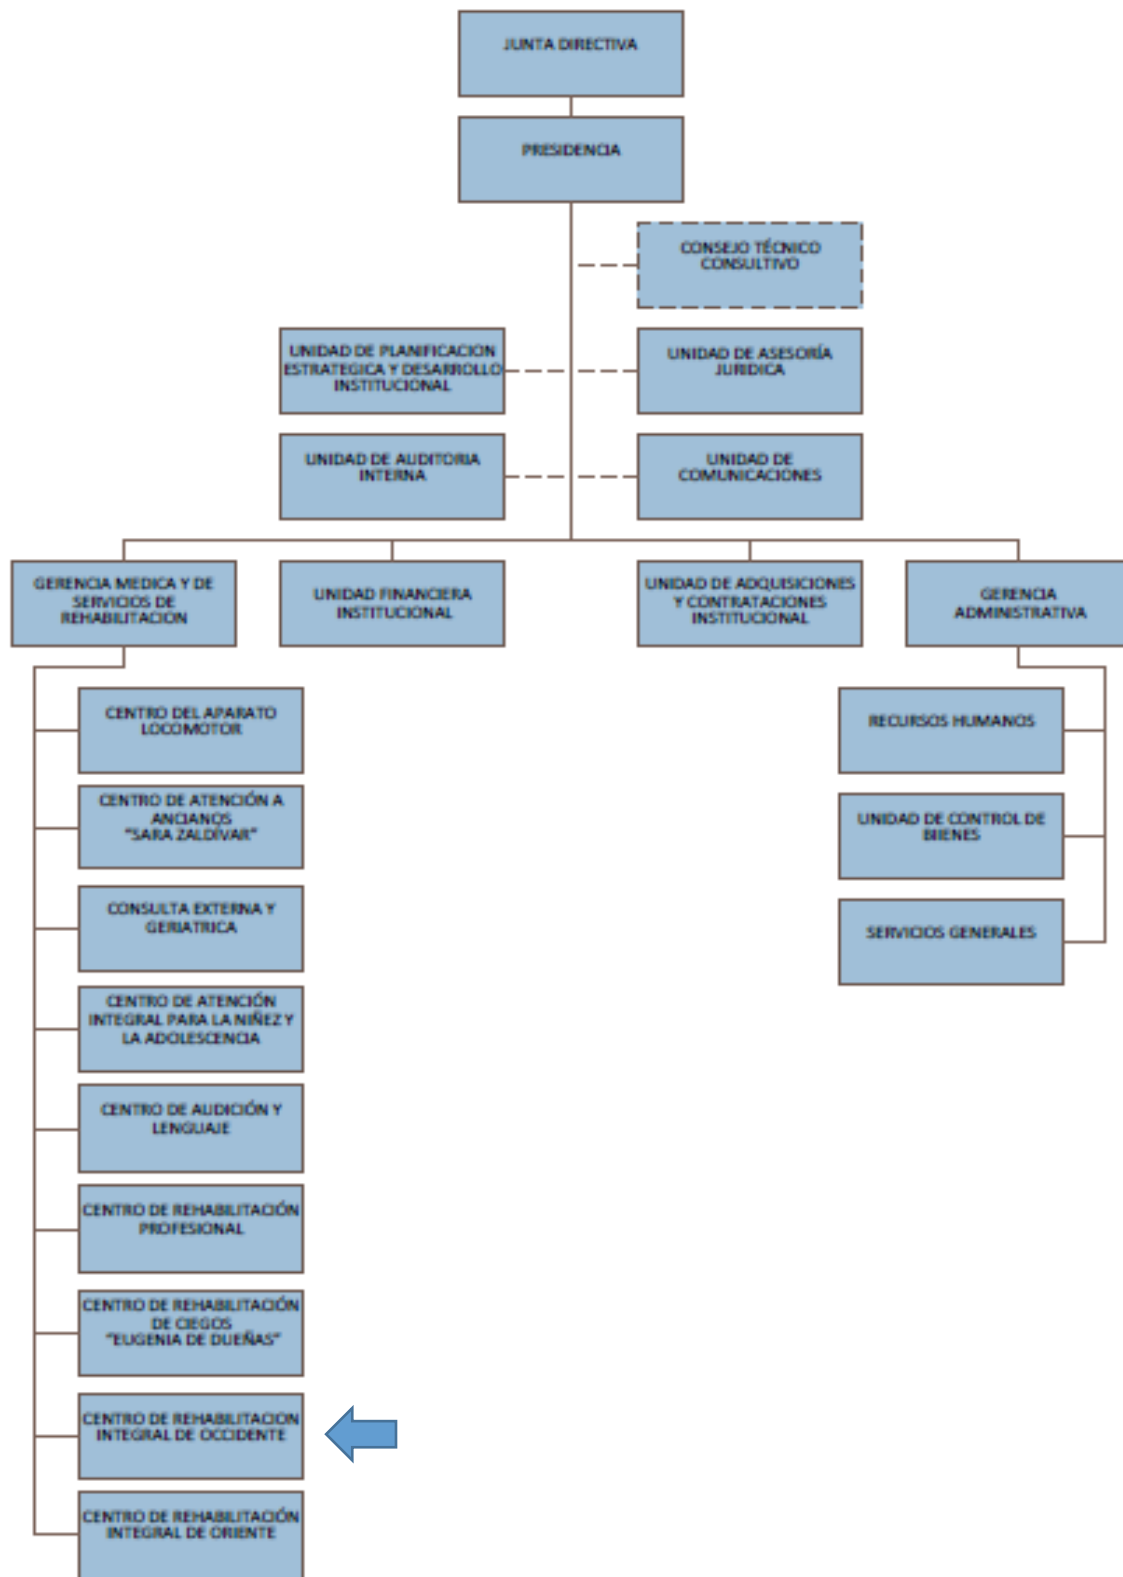 JUNTA DIRECTIVA
PRESIDENCIA
CONSEJO TÉCNICO
CONSULTIVO
UNIDAD DE PLANIFICACION
ESTRATEGICA Y DESARROLLO
INSTITUCIONAL
UNIDAD DE ASESORÍA
JURIDICA
UNIDAD DE AUDITORIA
INTERNA
UNIDAD DE
COMUNICACIONES
GERENCIA MEDICA Y DE
SERVICIOS DE
REHABILITACION
UNIDAD FINANCIERA
INSTITUCIONAL
UNIDAD DE ADQUISICIONES
Y CONTRATACIONES
INSTITUCIONAL
GERENCIA
ADMINISTRATIVA
CENTRO DEL APARATO
LOCOMOTOR
CENTRO DE ATENCIÓN A
ANCIANOS
"SARA ZALDÍVAR"
CONSULTA EXTERNA Y
GERIATRICA
CENTRO DE ATENCIÓN
INTEGRAL PARA LA NIÑEZ Y
LA ADOLESCENCIA
CENTRO DE AUDICIÓN Y
LENGUAJE
CENTRO DE REHABILITACIÓN
PROFESIONAL
CENTRO DE REHABILITACIÓN
DE CIEGOS
"EUGENIA DE DUEÑAS"
CENTRO DE REHABILITACION
INTEGRAL DE OCCIDENTE
CENTRO DE REHABILITACIÓN
INTEGRAL DE ORIENTE
RECURSOS HUMANOS
UNIDAD DE CONTROL DE
BIIENES
SERVICIOS GENERALES